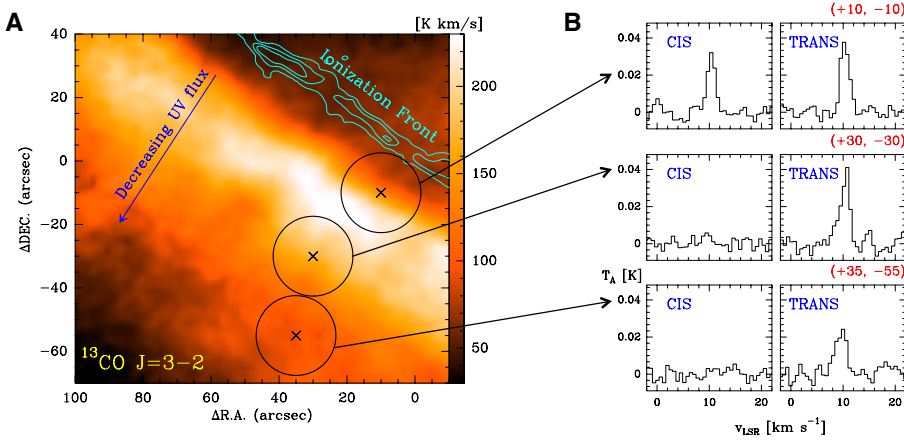 A
[K km/s]
B
(+10, −10)
40
20
0
−20
−40
−60
ΔDEC. (arcsec)
100
80
60
40
20
0
ΔR.A. (arcsec)
Decreasing UV flux
Ionization Front
¹³CO J=3−2
200
150
100
50
0.04
0.02
0
CIS
TRANS
(+30, −30)
0.04
0.02
0
CIS
TRANS
(+35, −55)
T_A [K]
0.04
0.02
0
CIS
TRANS
0
10
20
0
10
20
v_LSR [km s⁻¹]